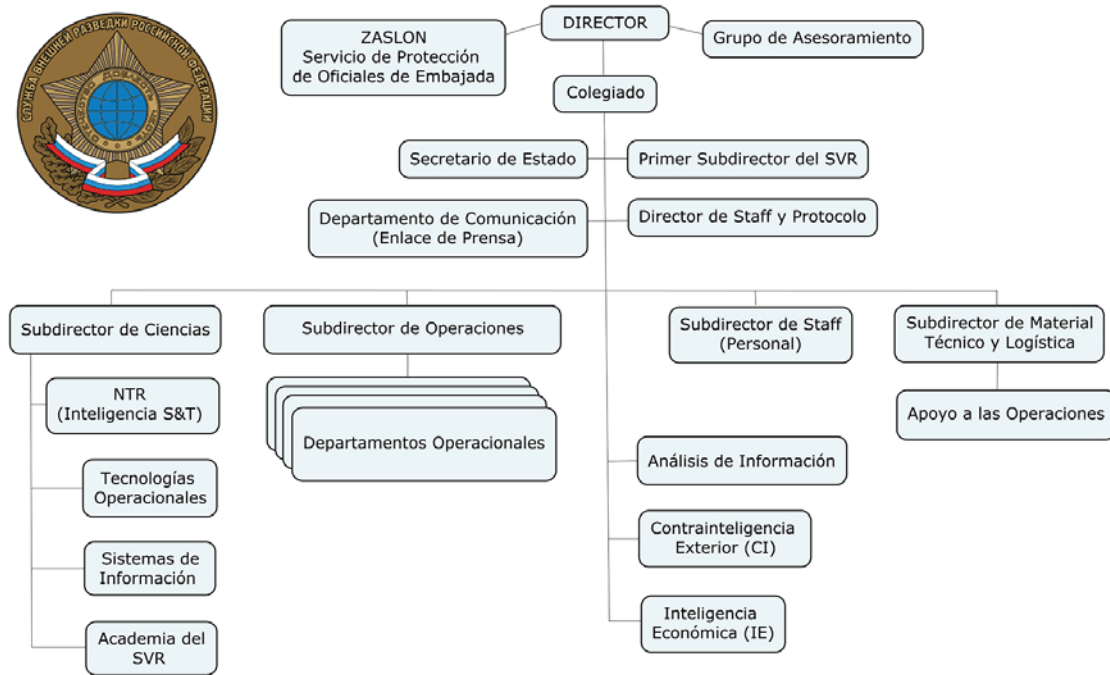 СЛУЖБА ВНЕШНЕЙ РАЗВЕДКИ РОССИЙСКОЙ ФЕДЕРАЦИИ
ОТЕЧЕСТВО ДОБЛЕСТЬ ЧЕСТЬ
ZASLON
Servicio de Protección
de Oficiales de Embajada
DIRECTOR
Grupo de Asesoramiento
Colegiado
Secretario de Estado
Primer Subdirector del SVR
Departamento de Comunicación
(Enlace de Prensa)
Director de Staff y Protocolo
Subdirector de Ciencias
Subdirector de Operaciones
Subdirector de Staff
(Personal)
Subdirector de Material
Técnico y Logística
NTR
(Inteligencia S&T)
Tecnologías
Operacionales
Sistemas de
Información
Academia del
SVR
Departamentos Operacionales
Apoyo a las Operaciones
Análisis de Información
Contrainteligencia
Exterior (CI)
Inteligencia
Económica (IE)